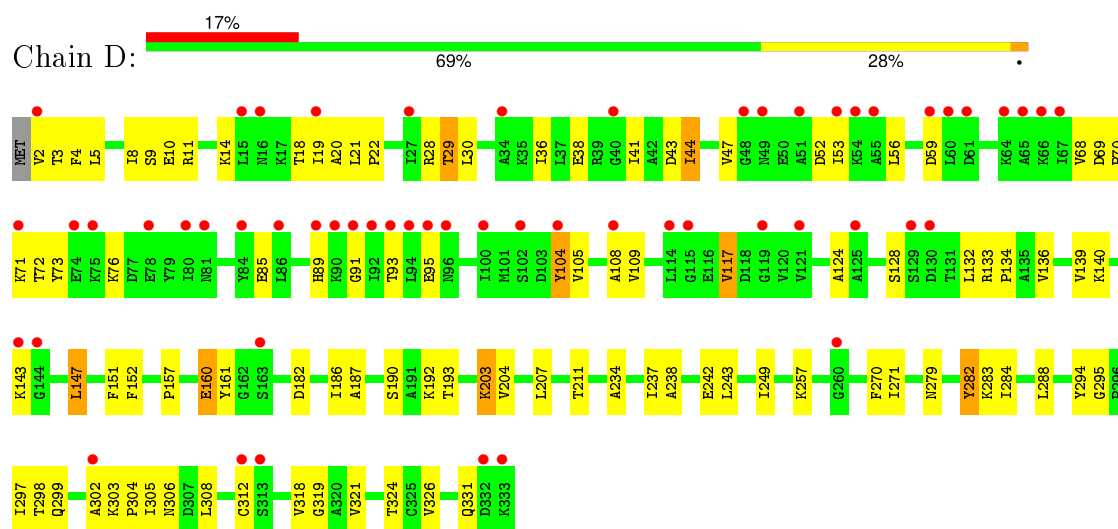 17%
Chain D:
69% 28% •
MET V2 T3 F4 L5 I8 S9 E10 R11 K14 L15 N16 K17 T18 I19 A20 L21 P22 I27 R28 T29 L30 A34 K35 I36 L37 E38 R39 G40 I41 A42 D43 I44 V47 G48 N49 E50 A51 D52 I53 K54 A55 L56 D59 L60 D61 K64 A65 K66 I67 V68 D69
K71 T72 Y73 E74 K75 K76 D77 E78 Y79 I80 N81 Y84 E85 L86 H89 K90 G91 I92 T93 L94 E95 N96 I100 M101 S102 D103 Y104 V105 A108 V109 L114 G115 E116 V117 D118 G119 V120 V121 A124 A125 S128 S129 D130 T131 L132 R133 P134 A135 V136 V139 K140
K143 G144 L147 F151 F152 P157 E160 Y161 G162 S163 D182 I186 A187 S190 A191 K192 T193 K203 V204 L207 T211 A234 I237 A238 E242 L243 I249 K257 G260 F270 I271 N279 Y282 K283 I284 L288 Y294 G295
I297 T298 Q299 A302 K303 P304 I305 N306 D307 L308 C312 S313 V318 G319 A320 V321 T324 C325 V326 Q331 D332 K333